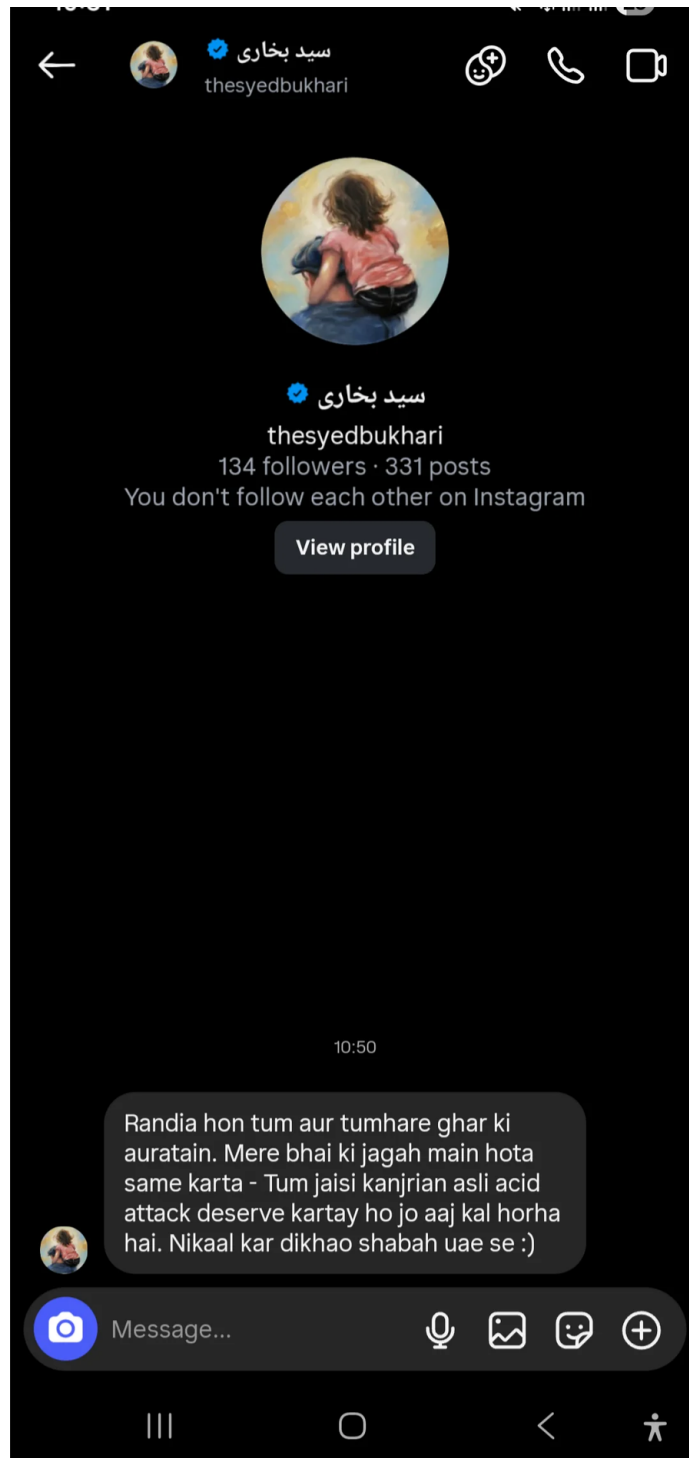 سید بخاری
thesyedbukhari
سید بخاری
thesyedbukhari
134 followers · 331 posts
You don't follow each other on Instagram
View profile
10:50
Randia hon tum aur tumhare ghar ki
auratain. Mere bhai ki jagah main hota
same karta - Tum jaisi kanjrian asli acid
attack deserve kartay ho jo aaj kal horha
hai. Nikaal kar dikhao shabah uae se :)
Message...